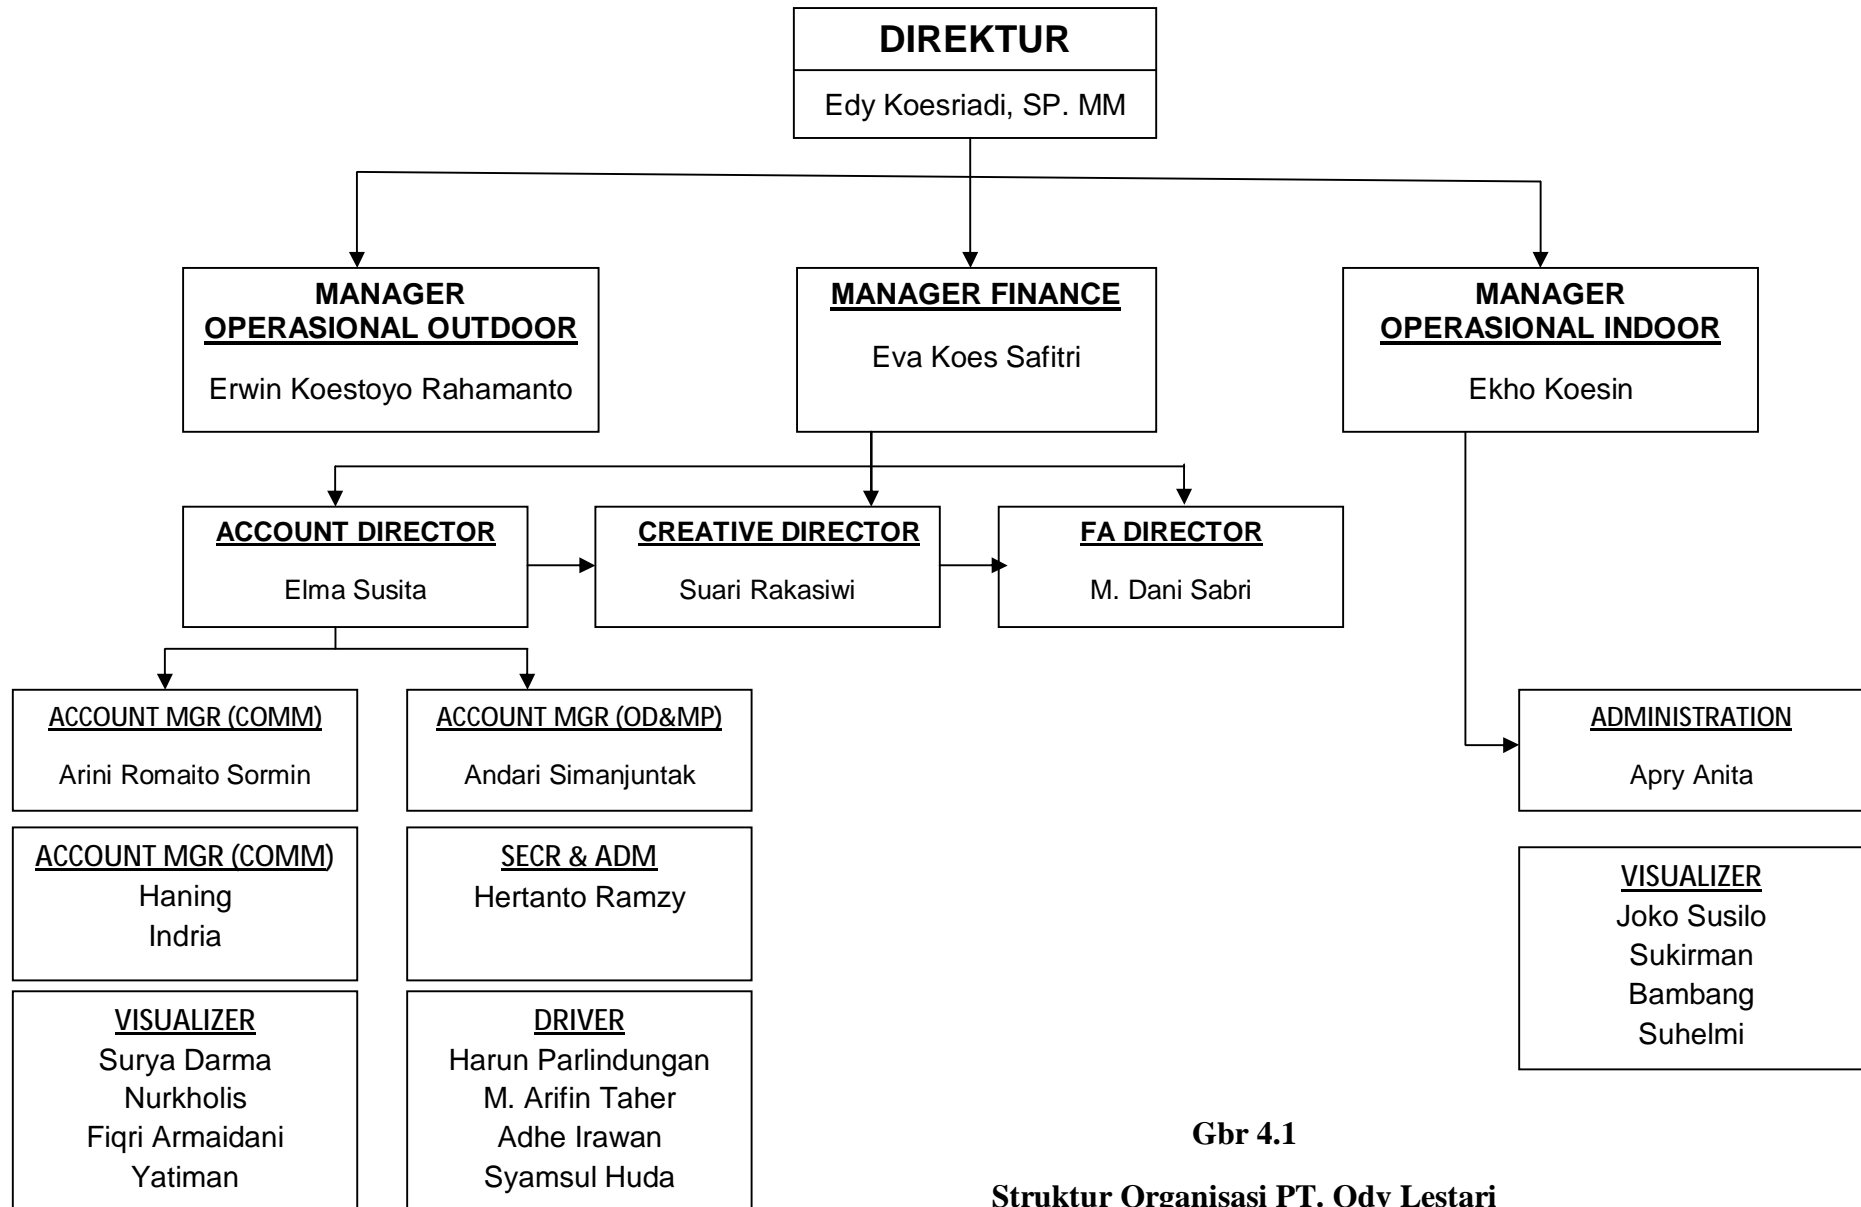 DIREKTUR
Edy Koesriadi, SP. MM
MANAGER
OPERASIONAL OUTDOOR
Erwin Koestoyo Rahamanto
MANAGER FINANCE
Eva Koes Safitri
MANAGER
OPERASIONAL INDOOR
Ekho Koesin
ACCOUNT DIRECTOR
Elma Susita
CREATIVE DIRECTOR
Suari Rakasiwi
FA DIRECTOR
M. Dani Sabri
ACCOUNT MGR (COMM)
Arini Romaito Sormin
ACCOUNT MGR (OD&MP)
Andari Simanjuntak
ADMINISTRATION
Apry Anita
ACCOUNT MGR (COMM)
Haning
Indria
SECR & ADM
Hertanto Ramzy
VISUALIZER
Joko Susilo
Sukirman
Bambang
Suhelmi
VISUALIZER
Surya Darma
Nurkholis
Fiqri Armaidani
Yatiman
DRIVER
Harun Parlindungan
M. Arifin Taher
Adhe Irawan
Syamsul Huda
Gbr 4.1
Struktur Organisasi PT. Ody Lestari